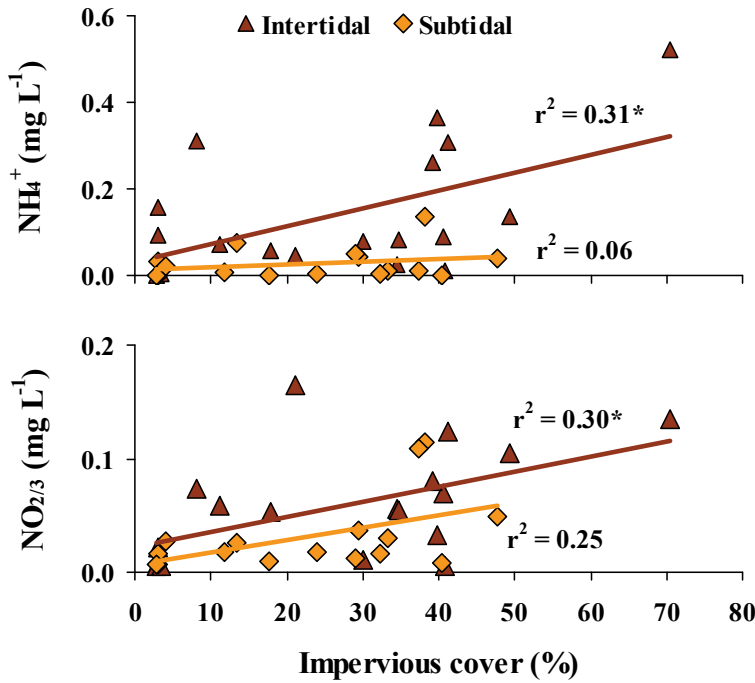 Intertidal Subtidal
0.6
0.4
0.2
0.0
NH₄⁺ (mg L⁻¹)
r² = 0.31*
r² = 0.06
0.2
0.1
0.0
NO₂/₃ (mg L⁻¹)
r² = 0.30*
r² = 0.25
0 10 20 30 40 50 60 70 80
Impervious cover (%)